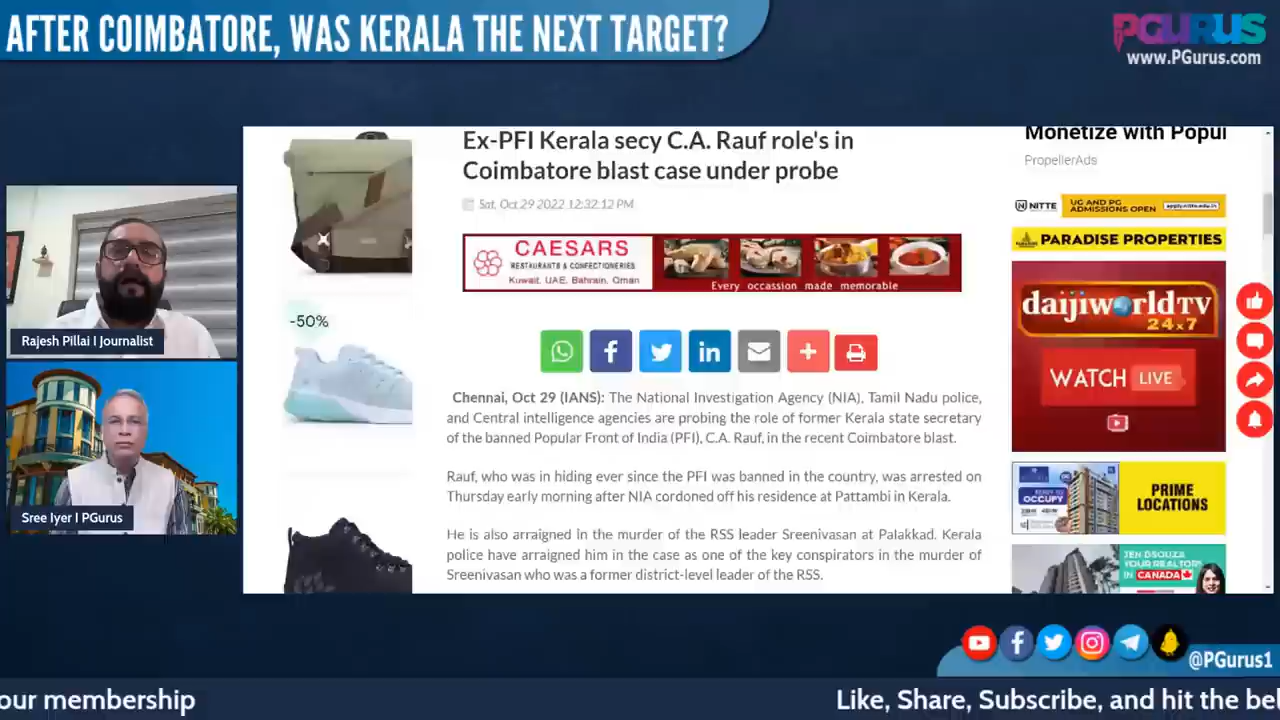 AFTER COIMBATORE, WAS KERALA THE NEXT TARGET?
PGURUS
www.PGurus.com
Rajesh Pillai I Journalist
Sree Iyer I PGurus
-50%
Ex-PFI Kerala secy C.A. Rauf role's in
Coimbatore blast case under probe
Sat, Oct 29 2022 12:32:12 PM
CAESARS
RESTAURANTS & CONFECTIONERIES
Kuwait, UAE, Bahrain, Oman
Every occassion made memorable
Chennai, Oct 29 (IANS): The National Investigation Agency (NIA), Tamil Nadu police,
and Central intelligence agencies are probing the role of former Kerala state secretary
of the banned Popular Front of India (PFI), C.A. Rauf, in the recent Coimbatore blast.
Rauf, who was in hiding ever since the PFI was banned in the country, was arrested on
Thursday early morning after NIA cordoned off his residence at Pattambi in Kerala.
He is also arraigned in the murder of the RSS leader Sreenivasan at Palakkad. Kerala
police have arraigned him in the case as one of the key conspirators in the murder of
Sreenivasan who was a former district-level leader of the RSS.
Monetize with Popul
PropellerAds
NITTE
UG AND PG
ADMISSIONS OPEN
PARADISE PROPERTIES
daijiworldTV
24x7
WATCH LIVE
READY TO
OCCUPY
PRIME
LOCATIONS
JEN DSOUZA
YOUR REALTOR
IN CANADA
@PGurus1
our membership
Like, Share, Subscribe, and hit the bel